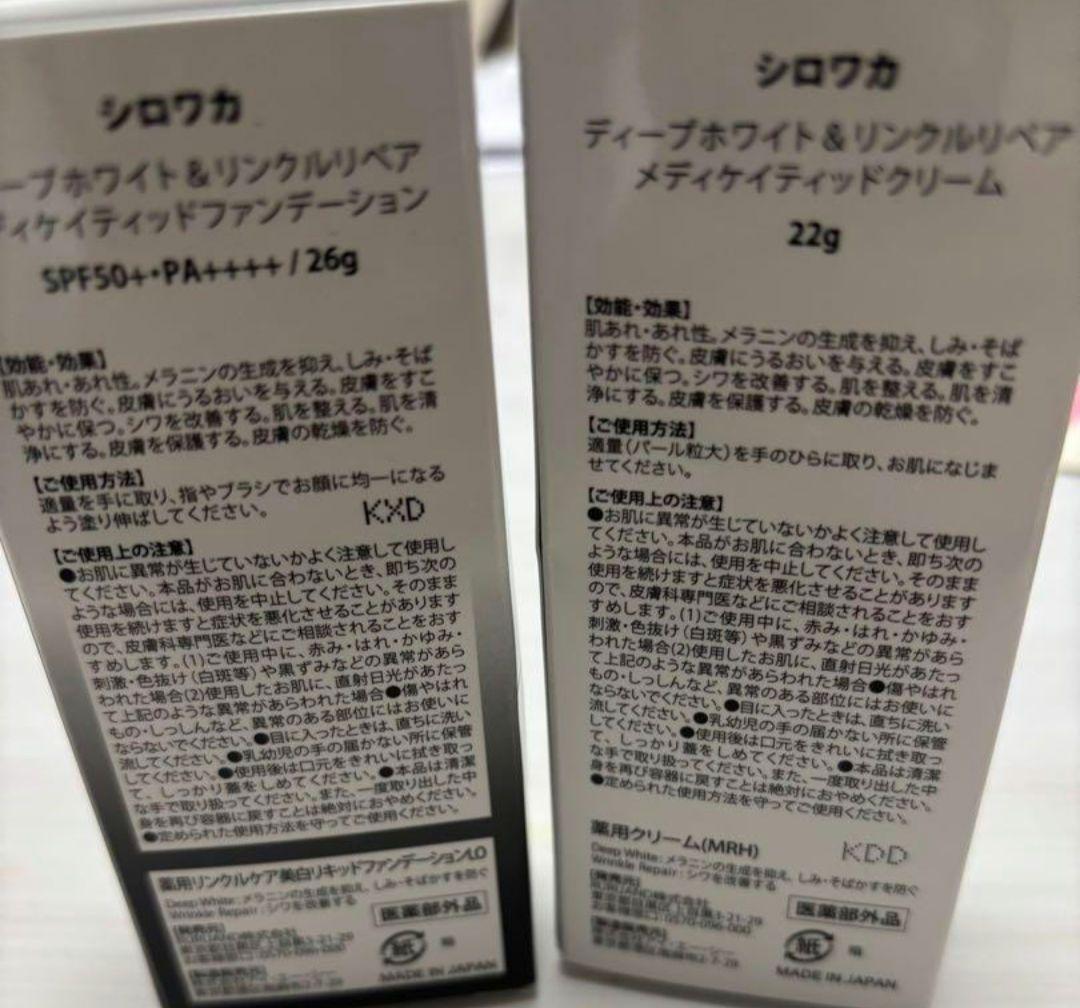 シロワカ
ープホワイト＆リンクルリペア
ィケイティッドファンデーション
SPF50+・PA++++ / 26g
【効能・効果】
肌あれ・あれ性。メラニンの生成を抑え、しみ・そば
かすを防ぐ。皮膚にうるおいを与える。皮膚をすこ
やかに保つ。シワを改善する。肌を整える。肌を清
浄にする。皮膚を保護する。皮膚の乾燥を防ぐ。
【ご使用方法】
適量を手に取り、指やブラシでお顔に均一になる
よう塗り伸ばしてください。
KXD
【ご使用上の注意】
●お肌に異常が生じていないかよく注意して使用し
てください。本品がお肌に合わないとき、即ち次の
ような場合には、使用を中止してください。そのまま
使用を続けますと症状を悪化させることがあります
ので、皮膚科専門医などにご相談されることをおす
すめします。(1)ご使用中に、赤み・はれ・かゆみ・
刺激・色抜け(白斑等)や黒ずみなどの異常があら
われた場合(2)使用したお肌に、直射日光があたっ
て上記のような異常があらわれた場合●傷やはれ
もの・しっしんなど、異常のある部位にはお使いに
ならないでください。●目に入ったときは、直ちに洗い
流してください。●乳幼児の手の届かない所に保管
してください。●使用後は口元をきれいに拭き取っ
て、しっかり蓋をしめてください。●本品は清潔
な手で取り扱ってください。また、一度取り出した中
身を再び容器に戻すことは絶対におやめください。
●定められた使用方法を守ってご使用ください。
薬用リンクルケア美白リキッドファンデーションLO
Deep White：メラニンの生成を抑え、しみ・そばかすを防ぐ
Wrinkle Repair：シワを改善する
医薬部外品
紙
箱
MADE IN JAPAN
シロワカ
ディープホワイト＆リンクルリペア
メディケイティッドクリーム
22g
【効能・効果】
肌あれ・あれ性。メラニンの生成を抑え、しみ・そば
かすを防ぐ。皮膚にうるおいを与える。皮膚をすこ
やかに保つ。シワを改善する。肌を整える。肌を清
浄にする。皮膚を保護する。皮膚の乾燥を防ぐ。
【ご使用方法】
適量(パール粒大)を手のひらに取り、お肌になじま
せてください。
【ご使用上の注意】
●お肌に異常が生じていないかよく注意して使用し
てください。本品がお肌に合わないとき、即ち次の
ような場合には、使用を中止してください。そのまま
使用を続けますと症状を悪化させることがあります
ので、皮膚科専門医などにご相談されることをおす
すめします。(1)ご使用中に、赤み・はれ・かゆみ・
刺激・色抜け(白斑等)や黒ずみなどの異常があら
われた場合(2)使用したお肌に、直射日光があたっ
て上記のような異常があらわれた場合●傷やはれ
もの・しっしんなど、異常のある部位にはお使いに
ならないでください。●目に入ったときは、直ちに洗い
流してください。●乳幼児の手の届かない所に保管
してください。●使用後は口元をきれいに拭き取っ
て、しっかり蓋をしめてください。●本品は清潔
な手で取り扱ってください。また、一度取り出した中
身を再び容器に戻すことは絶対におやめください。
●定められた使用方法を守ってご使用ください。
薬用クリーム(MRH)
KDD
Deep White：メラニンの生成を抑え、しみ・そばかすを防ぐ
Wrinkle Repair：シワを改善する
医薬部外品
紙
箱
MADE IN JAPAN